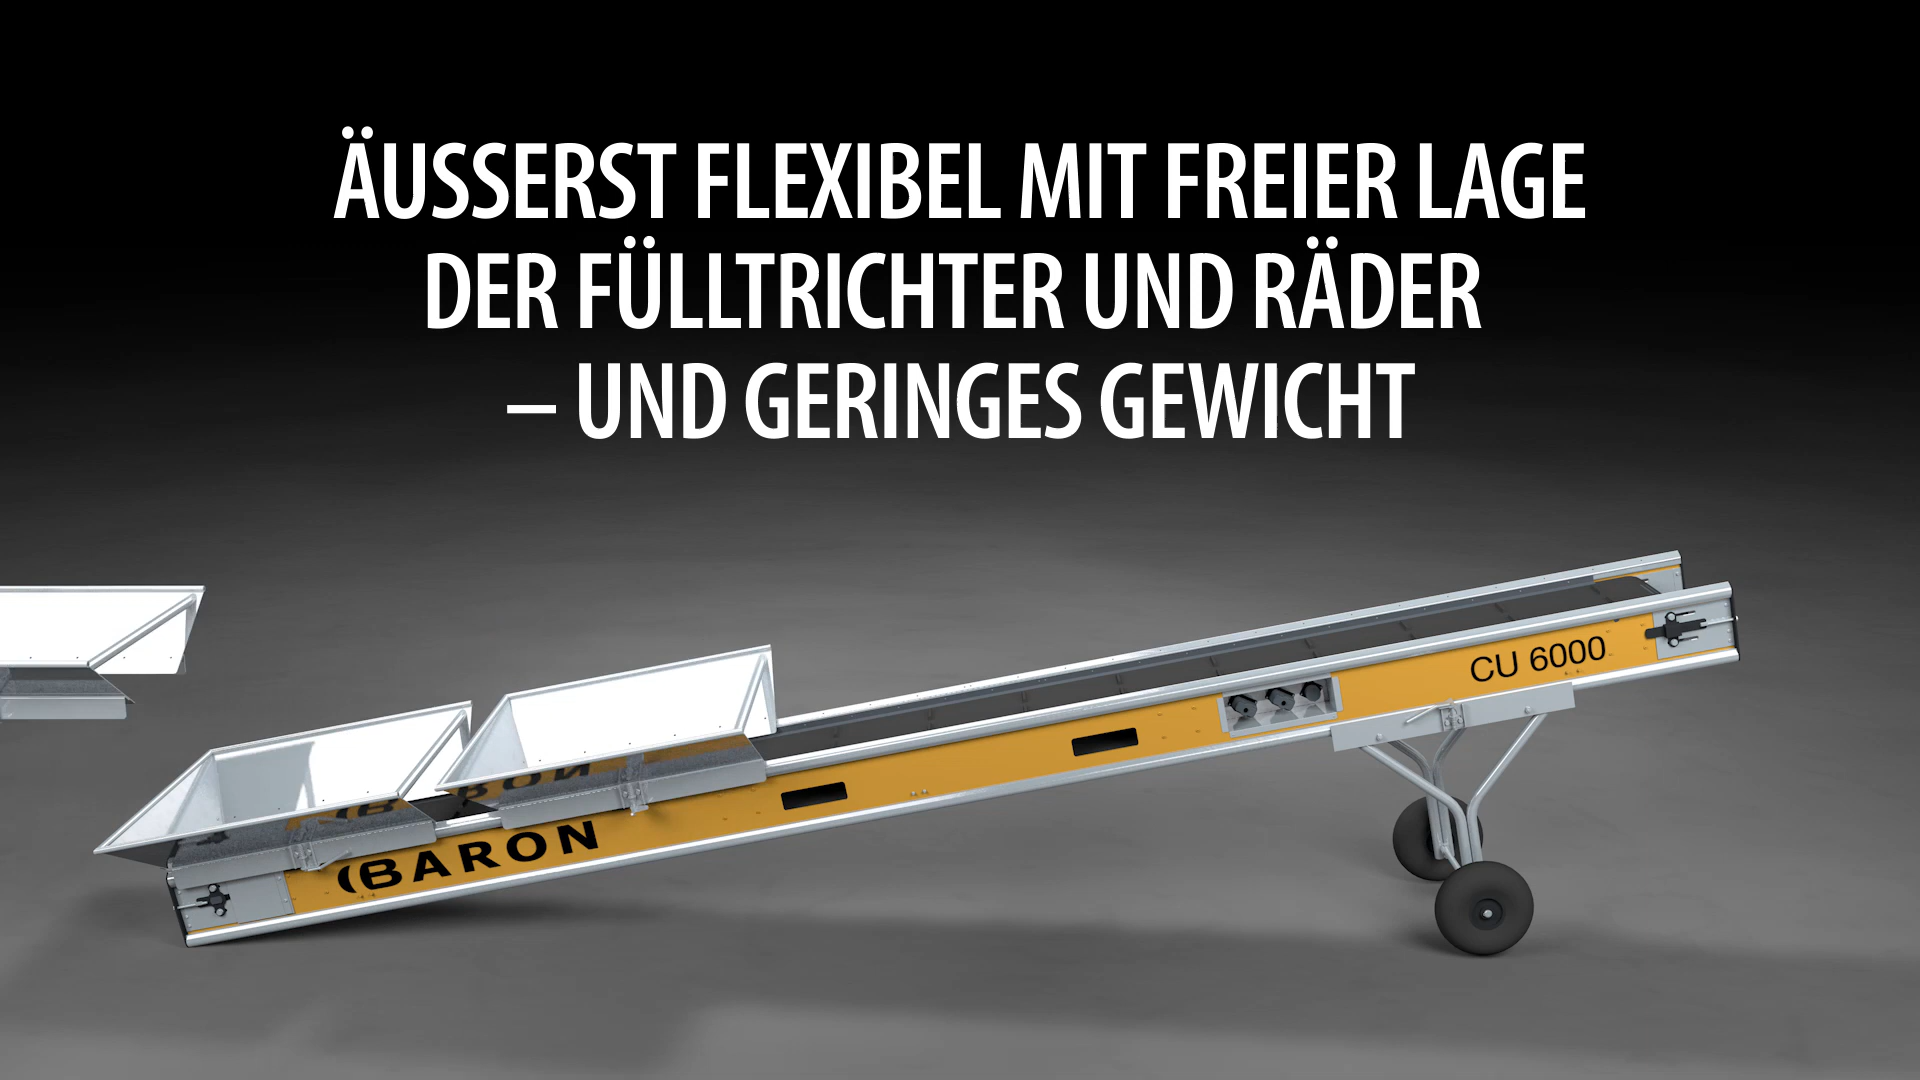 ÄUSSERST FLEXIBEL MIT FREIER LAGE
DER FÜLLTRICHTER UND RÄDER
– UND GERINGES GEWICHT
CU 6000
BARON